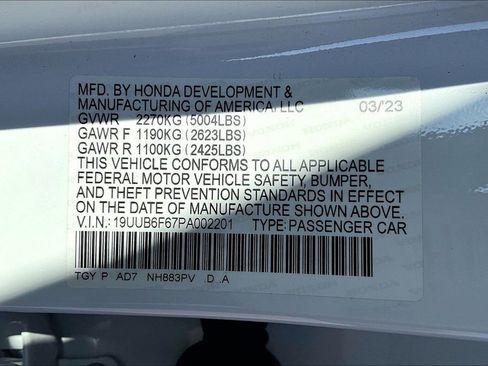 MFD. BY HONDA DEVELOPMENT &
MANUFACTURING OF AMERICA, LLC 03/23
GVWR 2270KG (5004LBS)
GAWR F 1190KG (2623LBS)
GAWR R 1100KG (2425LBS)
THIS VEHICLE CONFORMS TO ALL APPLICABLE
FEDERAL MOTOR VEHICLE SAFETY, BUMPER,
AND THEFT PREVENTION STANDARDS IN EFFECT
ON THE DATE OF MANUFACTURE SHOWN ABOVE.
V.I.N.: 19UUB6F67PA002201 TYPE: PASSENGER CAR
TGY P AD7 NH883PV .D .A